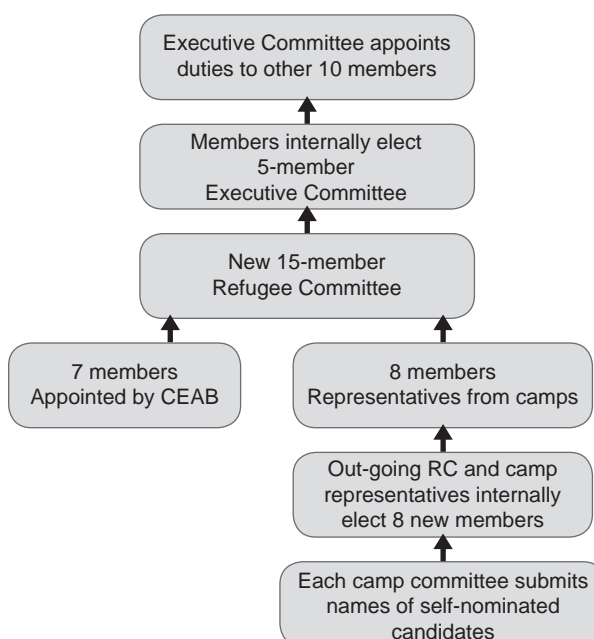 Executive Committee appoints
duties to other 10 members
Members internally elect
5-member
Executive Committee
New 15-member
Refugee Committee
7 members
Appointed by CEAB
8 members
Representatives from camps
Out-going RC and camp
representatives internally
elect 8 new members
Each camp committee submits
names of self-nominated
candidates